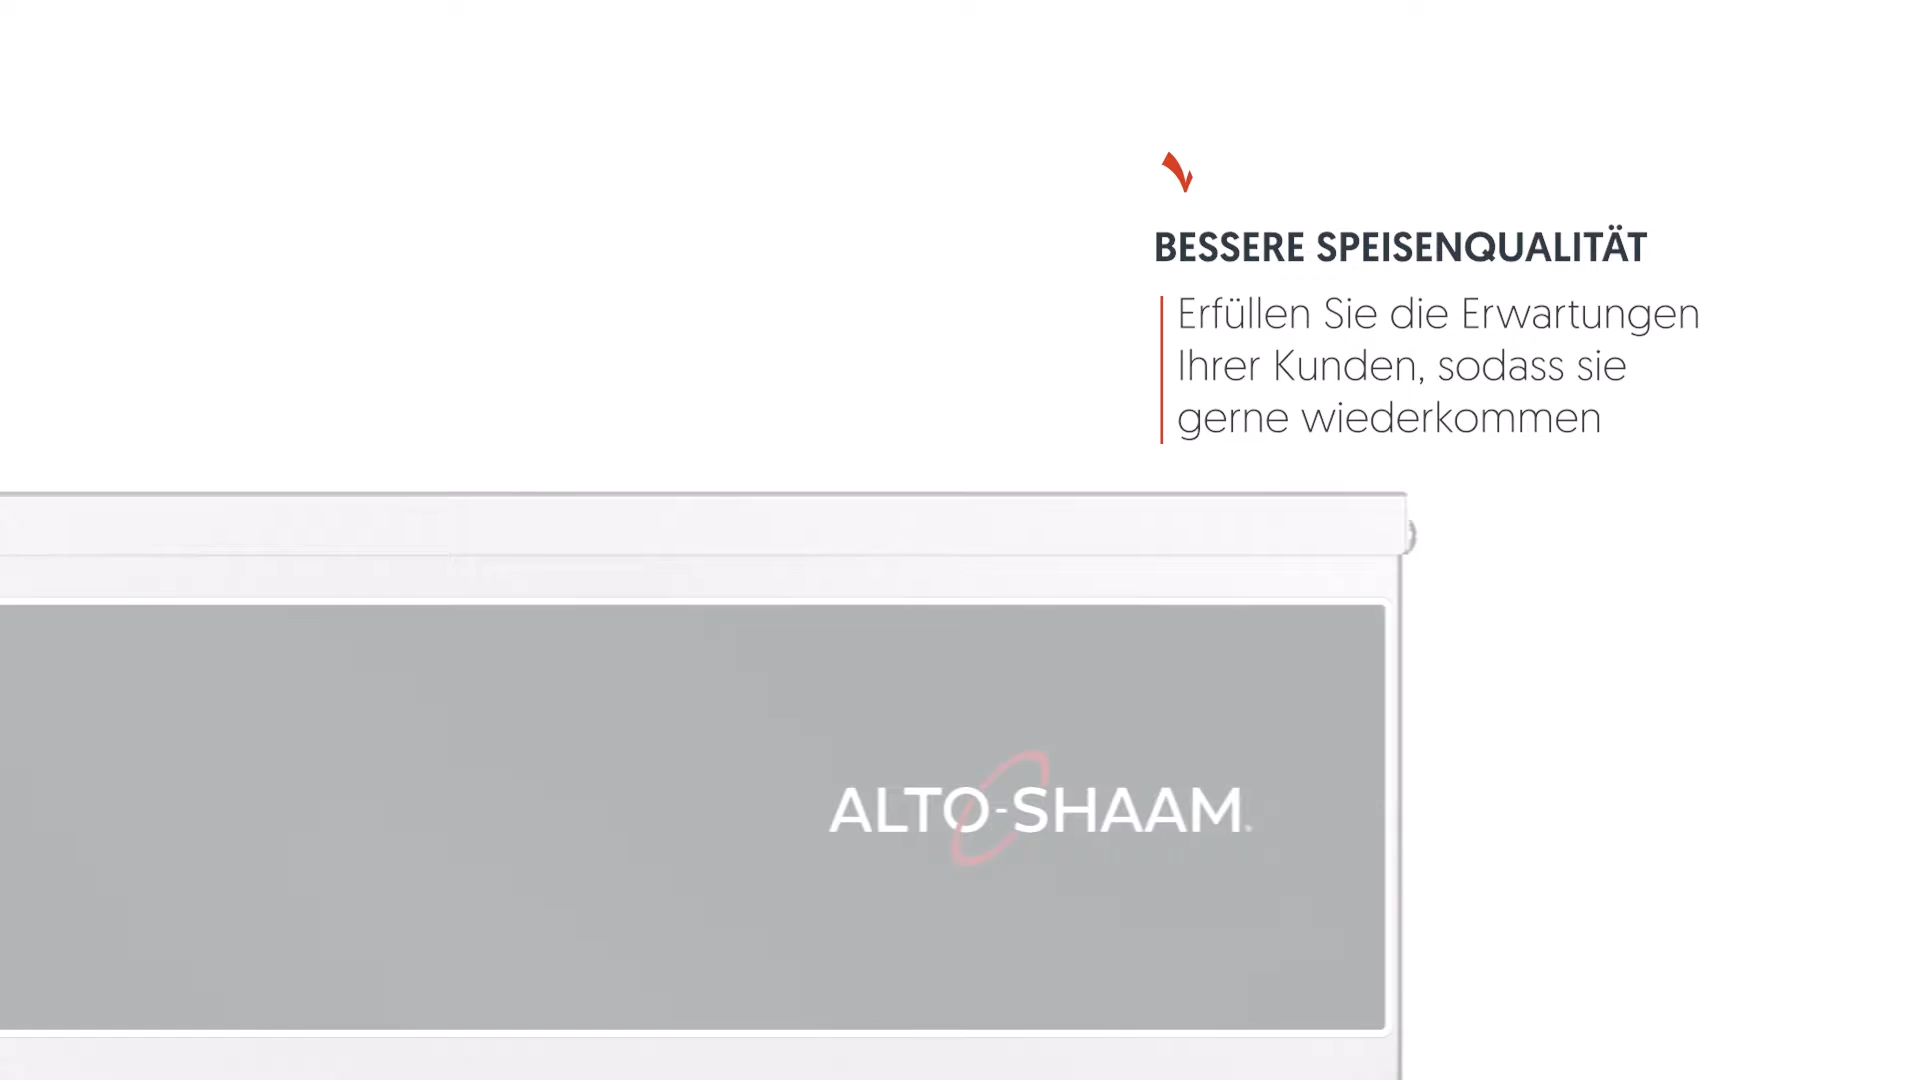 BESSERE SPEISENQUALITÄT
Erfüllen Sie die Erwartungen
Ihrer Kunden, sodass sie
gerne wiederkommen
ALTO-SHAAM.